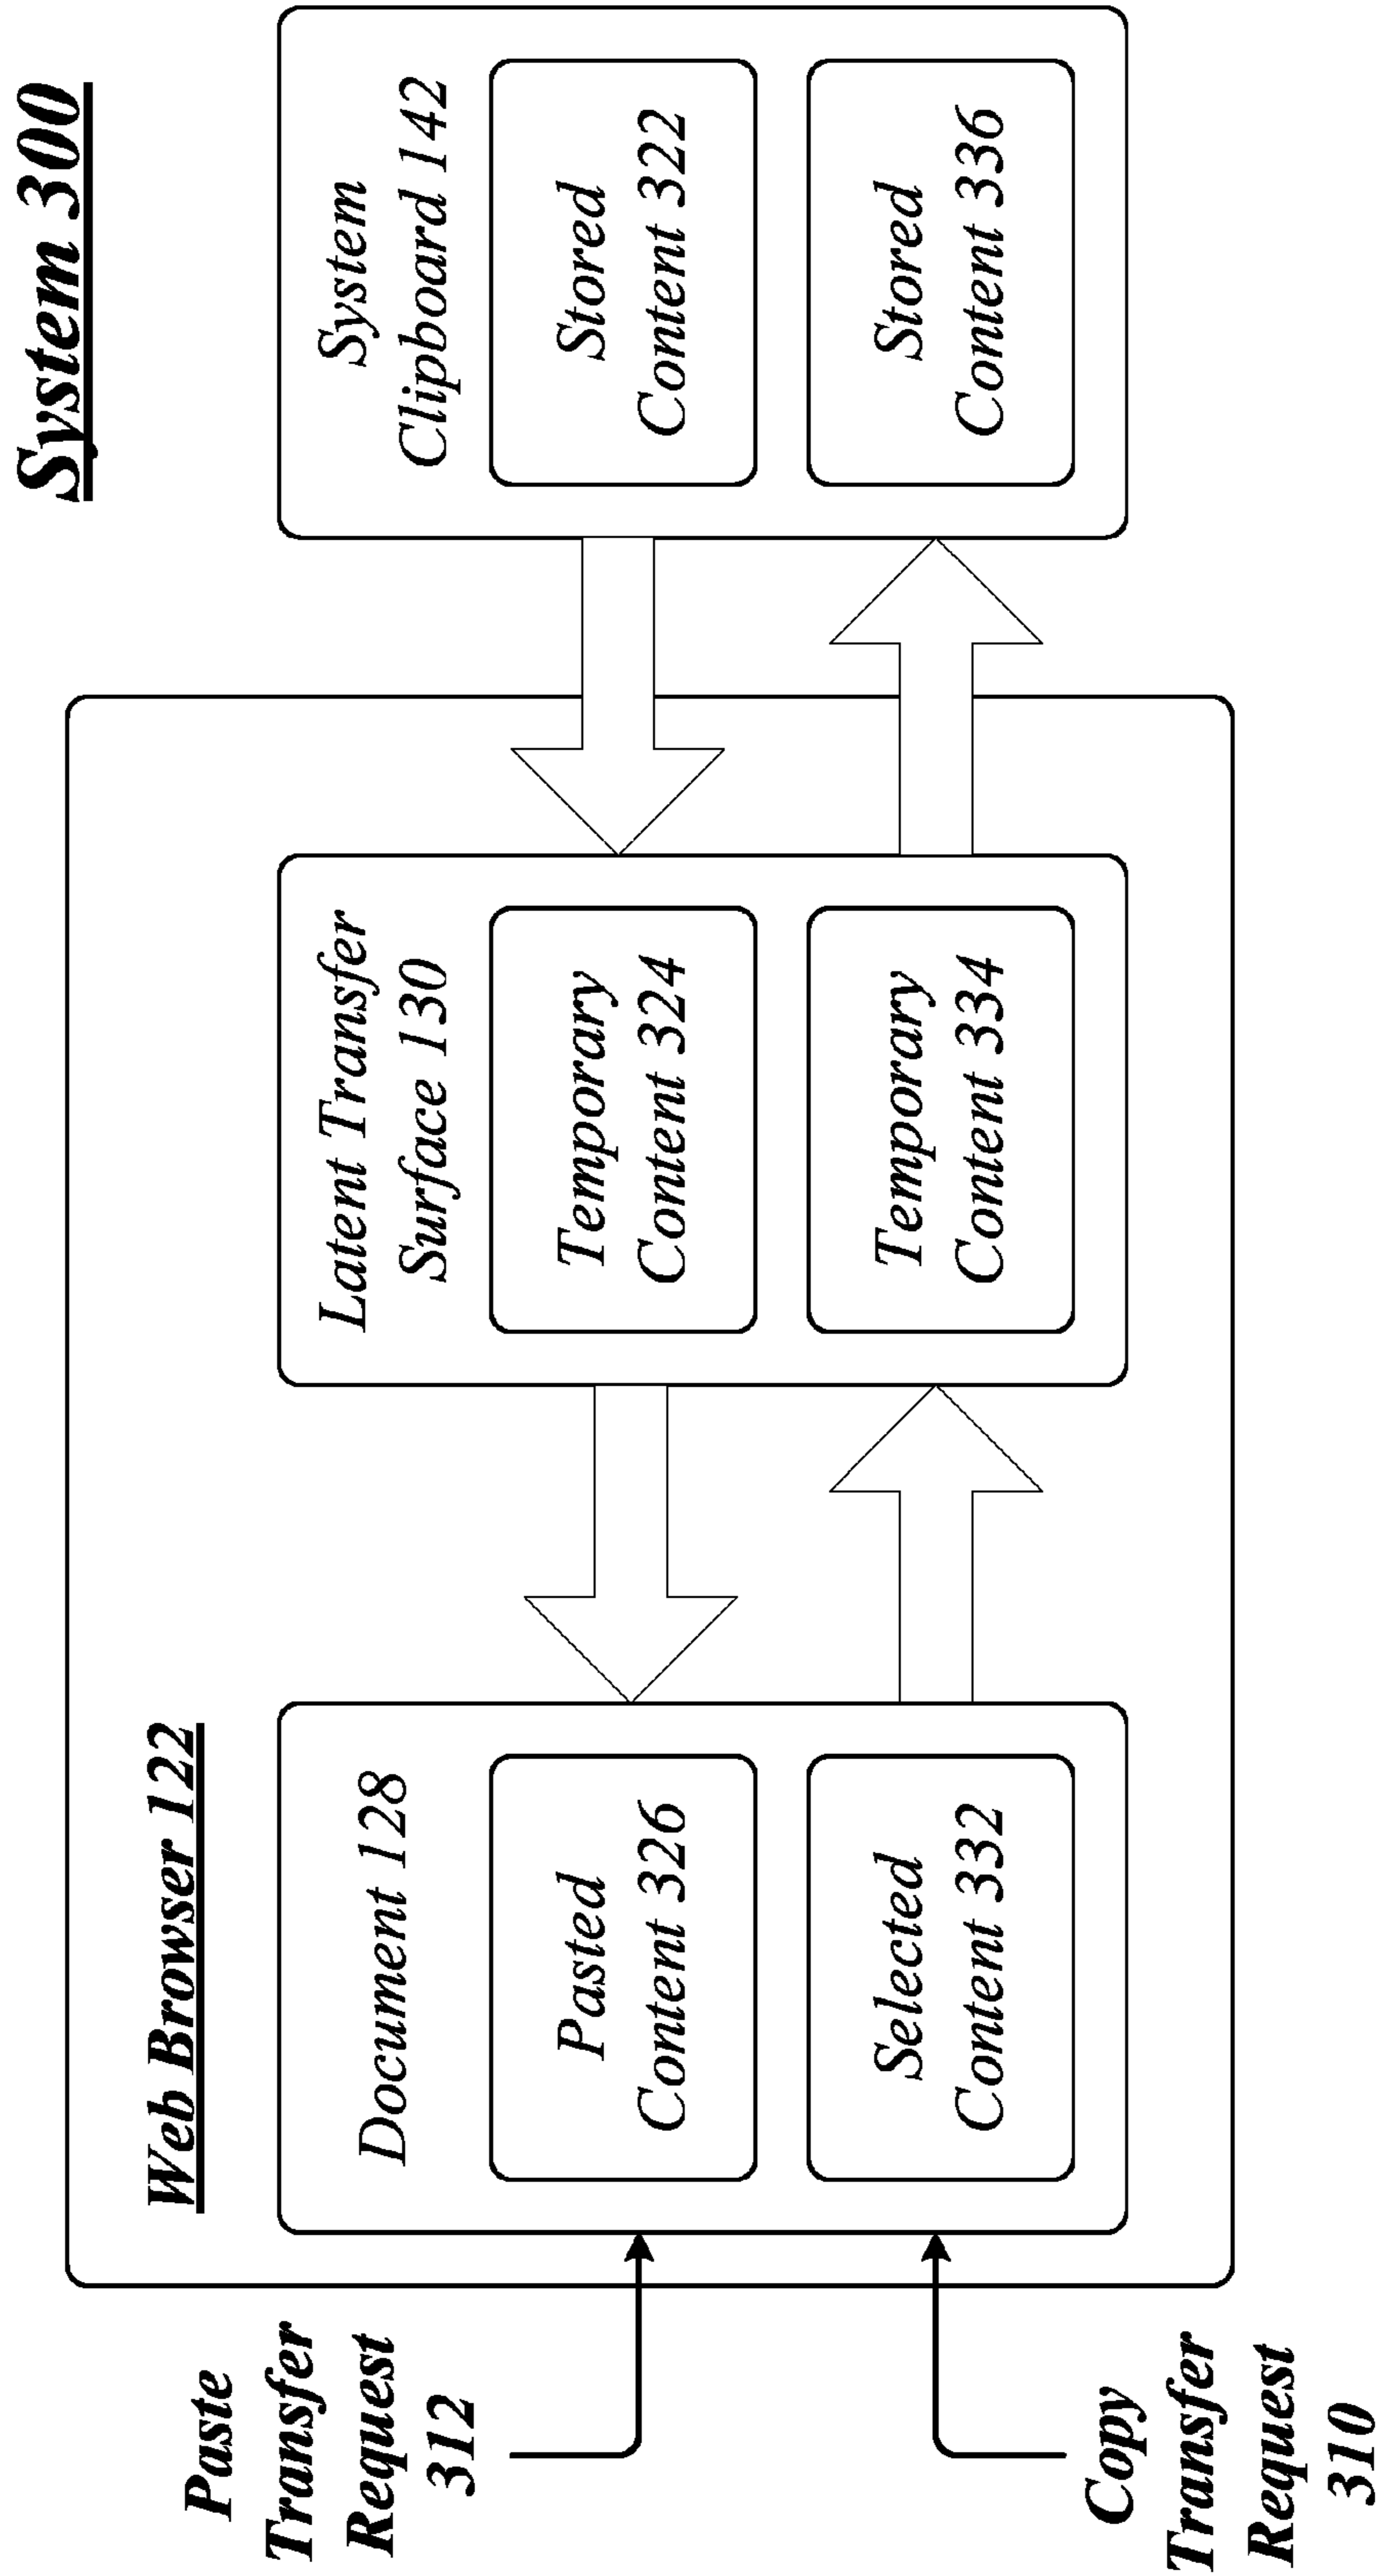 System 300
Web Browser 122
Paste
Transfer
Request
312
Document 128
Pasted
Content 326
Selected
Content 332
Copy
Transfer
Request
310
Latent Transfer
Surface 130
Temporary
Content 324
Temporary
Content 334
System
Clipboard 142
Stored
Content 322
Stored
Content 336